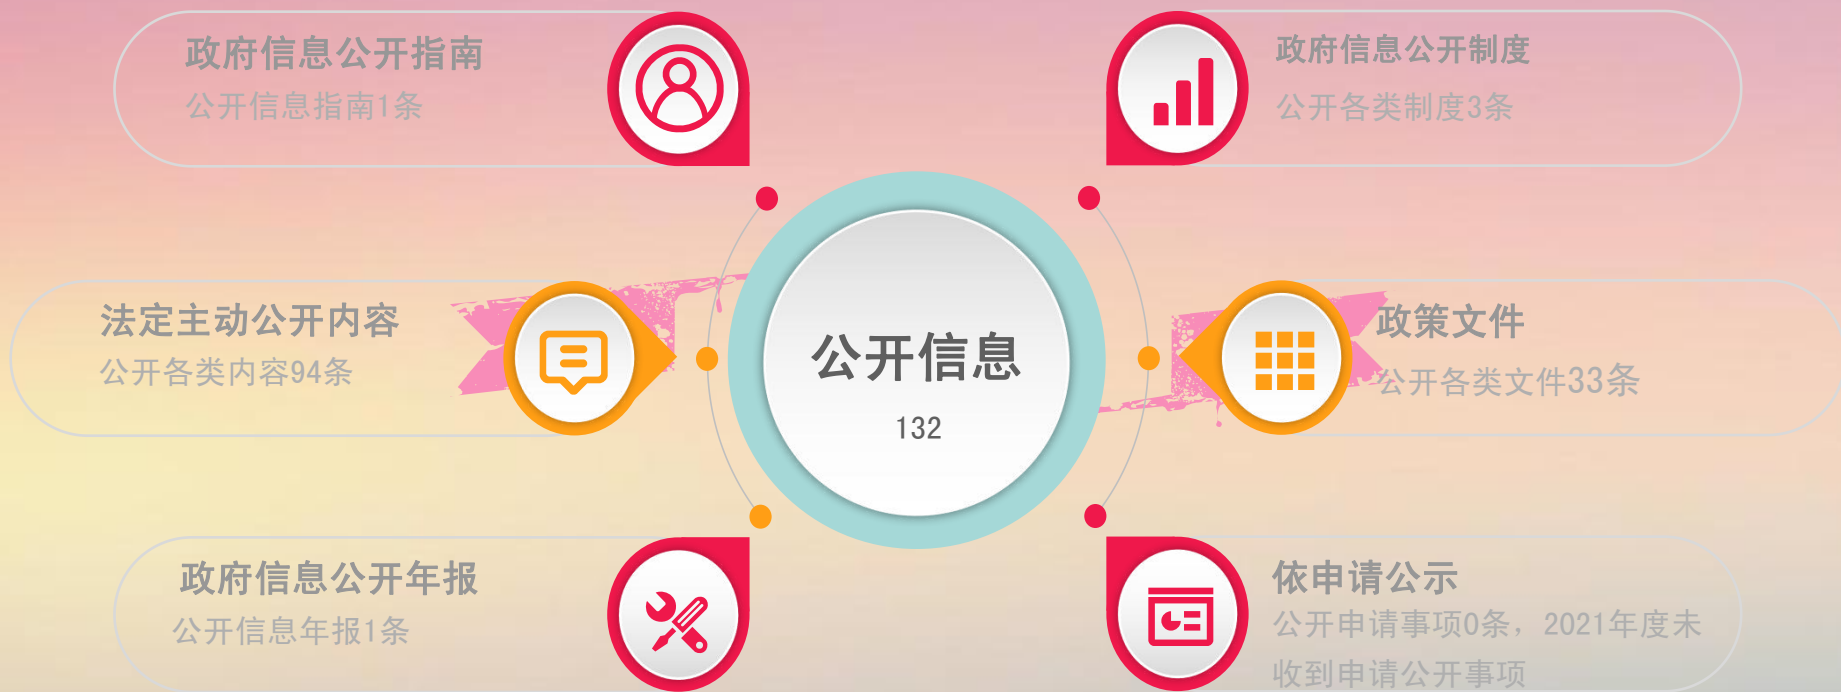 政府信息公开指南
公开信息指南1条
政府信息公开制度
公开各类制度3条
法定主动公开内容
公开各类内容94条
公开信息
132
政策文件
公开各类文件33条
政府信息公开年报
公开信息年报1条
依申请公示
公开申请事项0条，2021年度未
收到申请公开事项